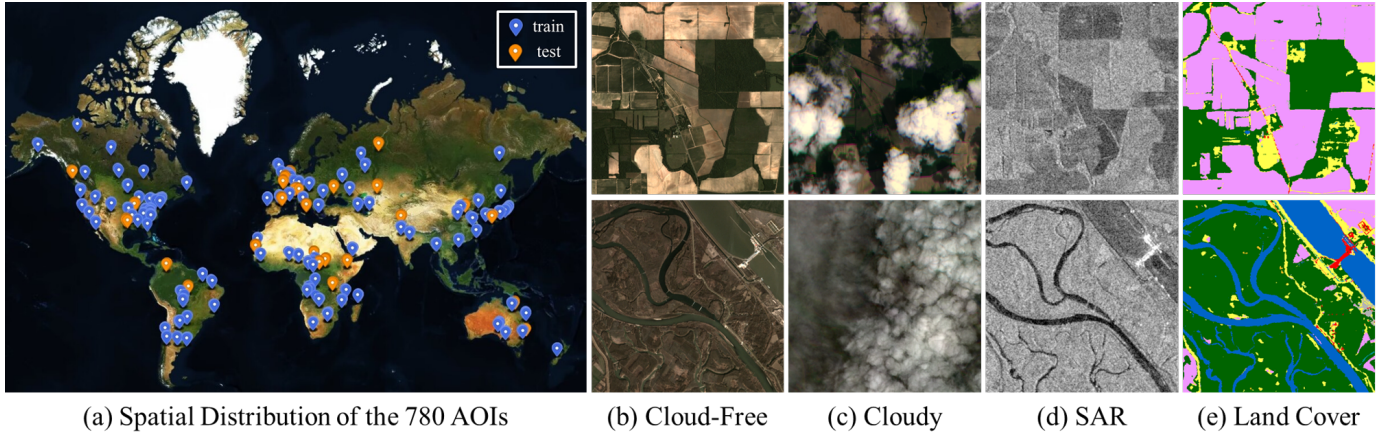 train
test
(a) Spatial Distribution of the 780 AOIs
(b) Cloud-Free
(c) Cloudy
(d) SAR
(e) Land Cover